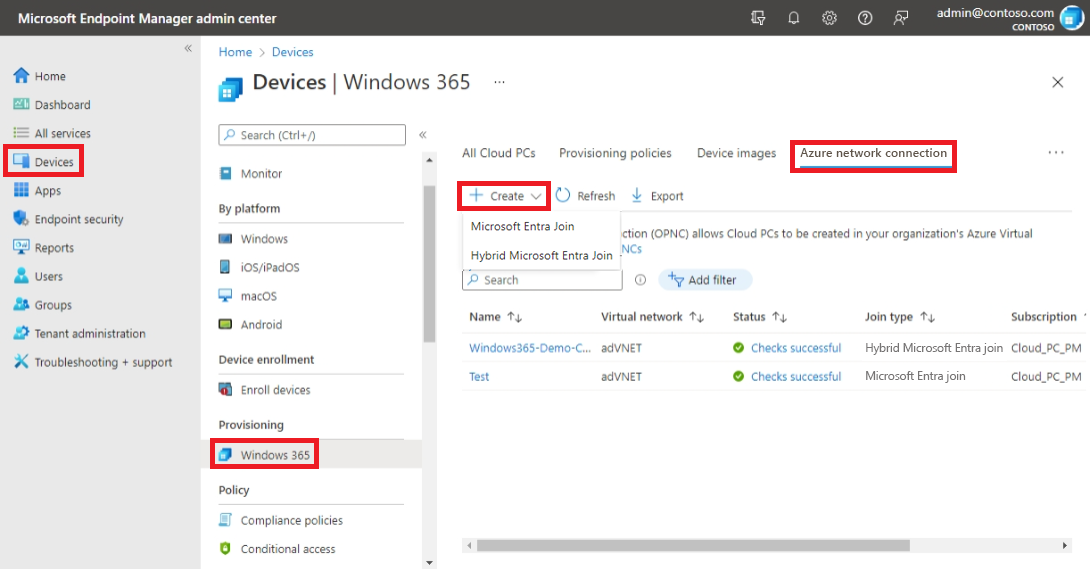 Microsoft Endpoint Manager admin center
admin@contoso.com
CONTOSO
Home
Dashboard
All services
Devices
Apps
Endpoint security
Reports
Users
Groups
Tenant administration
Troubleshooting + support
Home > Devices
Devices | Windows 365 ...
Search (Ctrl+/)
Monitor
By platform
Windows
iOS/iPadOS
macOS
Android
Device enrollment
Enroll devices
Provisioning
Windows 365
Policy
Compliance policies
Conditional access
All Cloud PCs Provisioning policies Device images Azure network connection ...
Create Refresh Export
Microsoft Entra Join
Hybrid Microsoft Entra Join
ction (OPNC) allows Cloud PCs to be created in your organization's Azure Virtual
NCs
Search Add filter
Name Virtual network Status Join type Subscription
Windows365-Demo-C... adVNET Checks successful Hybrid Microsoft Entra join Cloud_PC_PM
Test adVNET Checks successful Microsoft Entra join Cloud_PC_PM